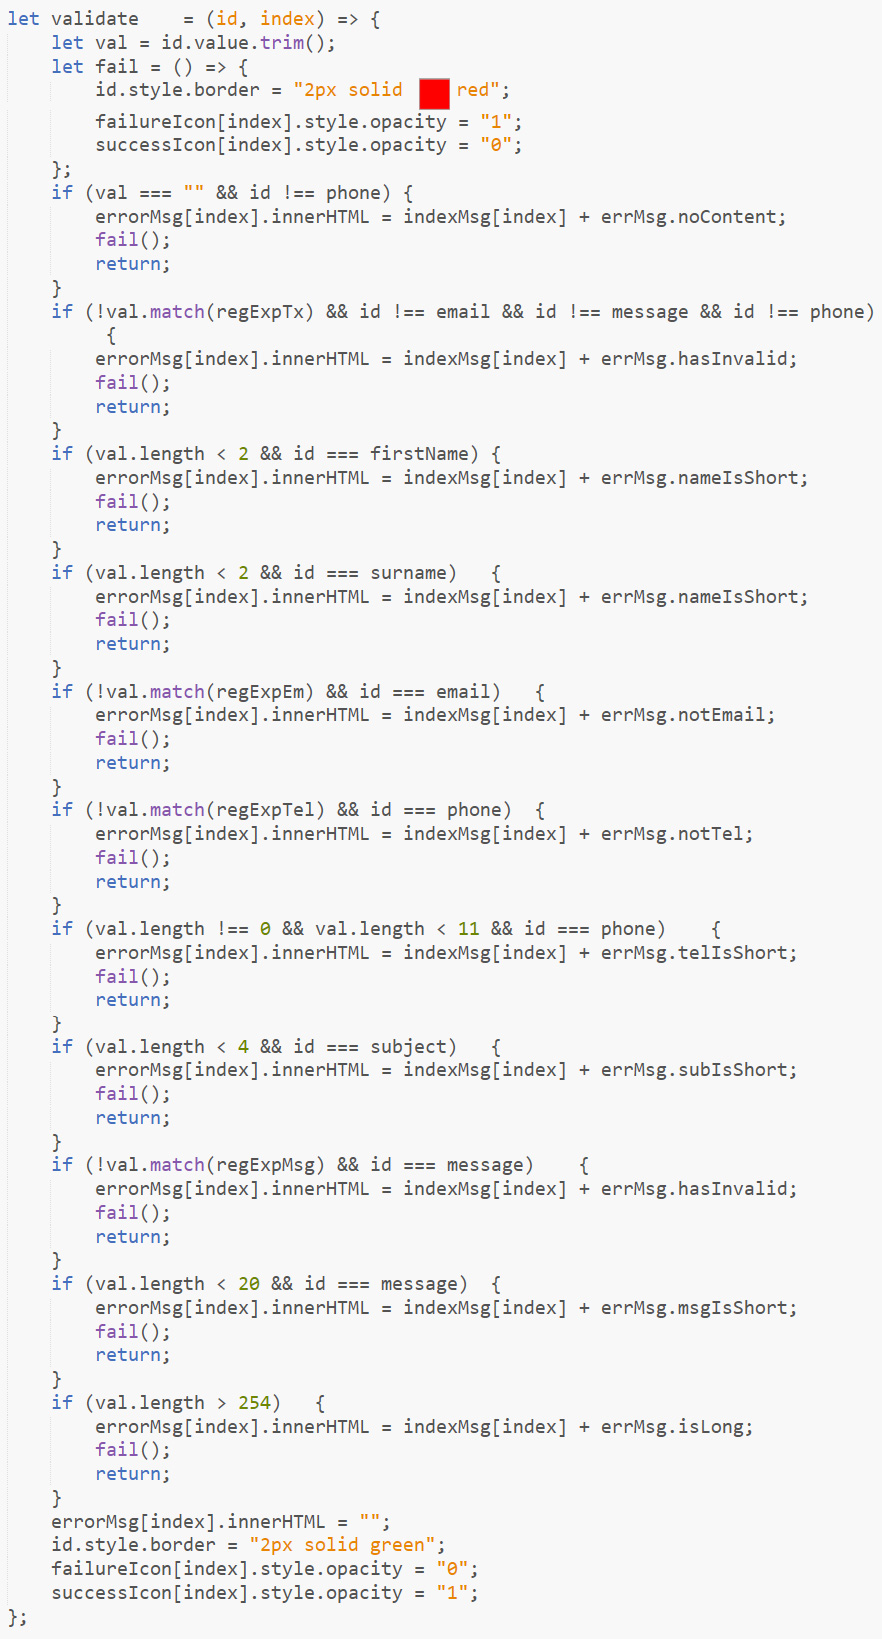 let validate    = (id, index) => {
    let val = id.value.trim();
    let fail = () => {
        id.style.border = "2px solid red";
        failureIcon[index].style.opacity = "1";
        successIcon[index].style.opacity = "0";
    };
    if (val === "" && id !== phone) {
        errorMsg[index].innerHTML = indexMsg[index] + errMsg.noContent;
        fail();
        return;
    }
    if (!val.match(regExpTx) && id !== email && id !== message && id !== phone)
         {
        errorMsg[index].innerHTML = indexMsg[index] + errMsg.hasInvalid;
        fail();
        return;
    }
    if (val.length < 2 && id === firstName) {
        errorMsg[index].innerHTML = indexMsg[index] + errMsg.nameIsShort;
        fail();
        return;
    }
    if (val.length < 2 && id === surname)   {
        errorMsg[index].innerHTML = indexMsg[index] + errMsg.nameIsShort;
        fail();
        return;
    }
    if (!val.match(regExpEm) && id === email)   {
        errorMsg[index].innerHTML = indexMsg[index] + errMsg.notEmail;
        fail();
        return;
    }
    if (!val.match(regExpTel) && id === phone)  {
        errorMsg[index].innerHTML = indexMsg[index] + errMsg.notTel;
        fail();
        return;
    }
    if (val.length !== 0 && val.length < 11 && id === phone)    {
        errorMsg[index].innerHTML = indexMsg[index] + errMsg.telIsShort;
        fail();
        return;
    }
    if (val.length < 4 && id === subject)   {
        errorMsg[index].innerHTML = indexMsg[index] + errMsg.subIsShort;
        fail();
        return;
    }
    if (!val.match(regExpMsg) && id === message)    {
        errorMsg[index].innerHTML = indexMsg[index] + errMsg.hasInvalid;
        fail();
        return;
    }
    if (val.length < 20 && id === message)  {
        errorMsg[index].innerHTML = indexMsg[index] + errMsg.msgIsShort;
        fail();
        return;
    }
    if (val.length > 254)   {
        errorMsg[index].innerHTML = indexMsg[index] + errMsg.isLong;
        fail();
        return;
    }
    errorMsg[index].innerHTML = "";
    id.style.border = "2px solid green";
    failureIcon[index].style.opacity = "0";
    successIcon[index].style.opacity = "1";
};